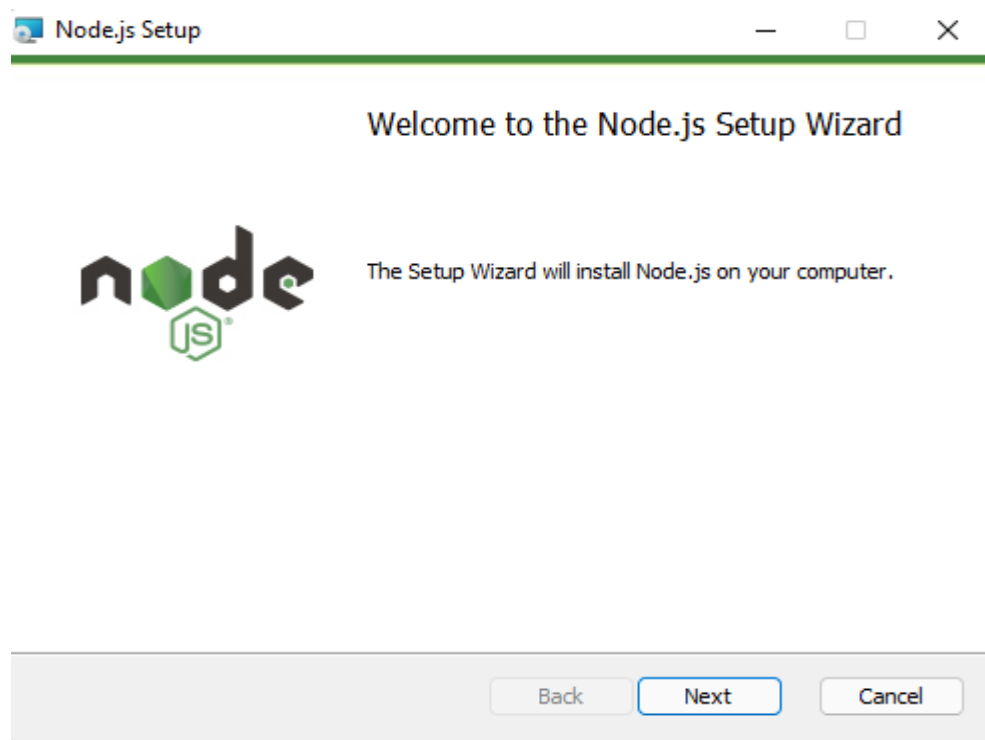 Node.js Setup
Welcome to the Node.js Setup Wizard
node
The Setup Wizard will install Node.js on your computer.
JS®
Back Next Cancel